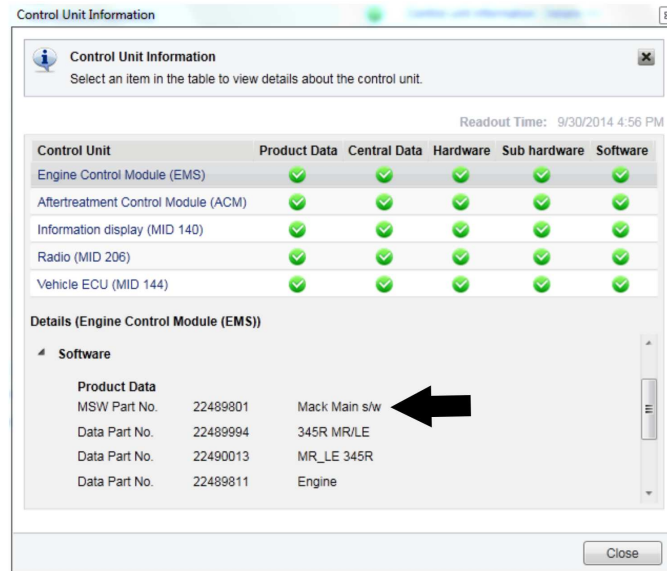 Control Unit Information
Control Unit Information
Select an item in the table to view details about the control unit.
Readout Time: 9/30/2014 4:56 PM
Control Unit Product Data Central Data Hardware Sub hardware Software
Engine Control Module (EMS)
Aftertreatment Control Module (ACM)
Information display (MID 140)
Radio (MID 206)
Vehicle ECU (MID 144)
Details (Engine Control Module (EMS))
Software
Product Data
MSW Part No. 22489801 Mack Main s/w
Data Part No. 22489994 345R MR/LE
Data Part No. 22490013 MR_LE 345R
Data Part No. 22489811 Engine
Close